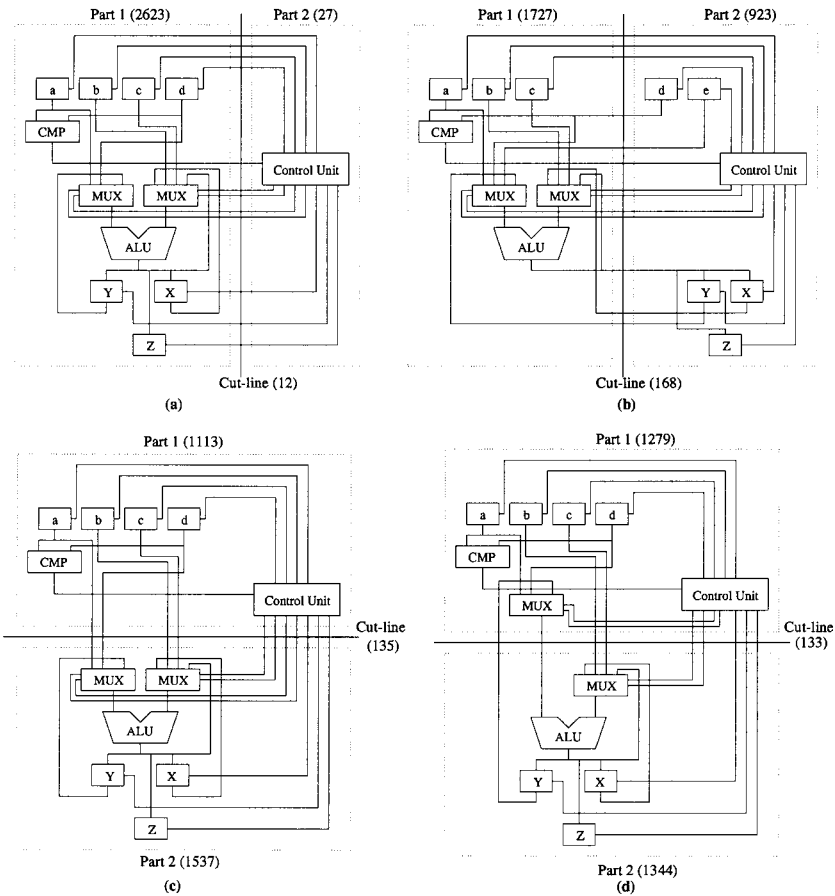 Part 1 (2623) Part 2 (27)
a b c d
CMP
Control Unit
MUX MUX
ALU
Y X
Z
Cut-line (12)
(a)
Part 1 (1727) Part 2 (923)
a b c d e
CMP
Control Unit
MUX MUX
ALU
Y X
Z
Cut-line (168)
(b)
Part 1 (1113)
a b c d
CMP
Control Unit
Cut-line
(135)
MUX MUX
ALU
Y X
Z
Part 2 (1537)
(c)
Part 1 (1279)
a b c d
CMP
Control Unit
MUX
Cut-line
(133)
MUX
ALU
Y X
Z
Part 2 (1344)
(d)